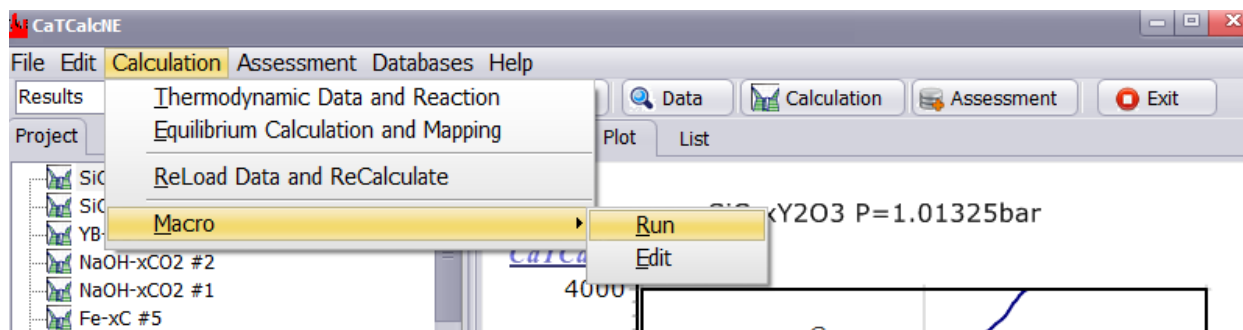 CaTCalcNE
File Edit Calculation Assessment Databases Help
Results Data Calculation Assessment Exit
Thermodynamic Data and Reaction
Equilibrium Calculation and Mapping
Project Plot List
ReLoad Data and ReCalculate
Macro
Run
Edit
xY2O3 P=1.01325bar
NaOH-xCO2 #2
NaOH-xCO2 #1
Fe-xC #5
4000